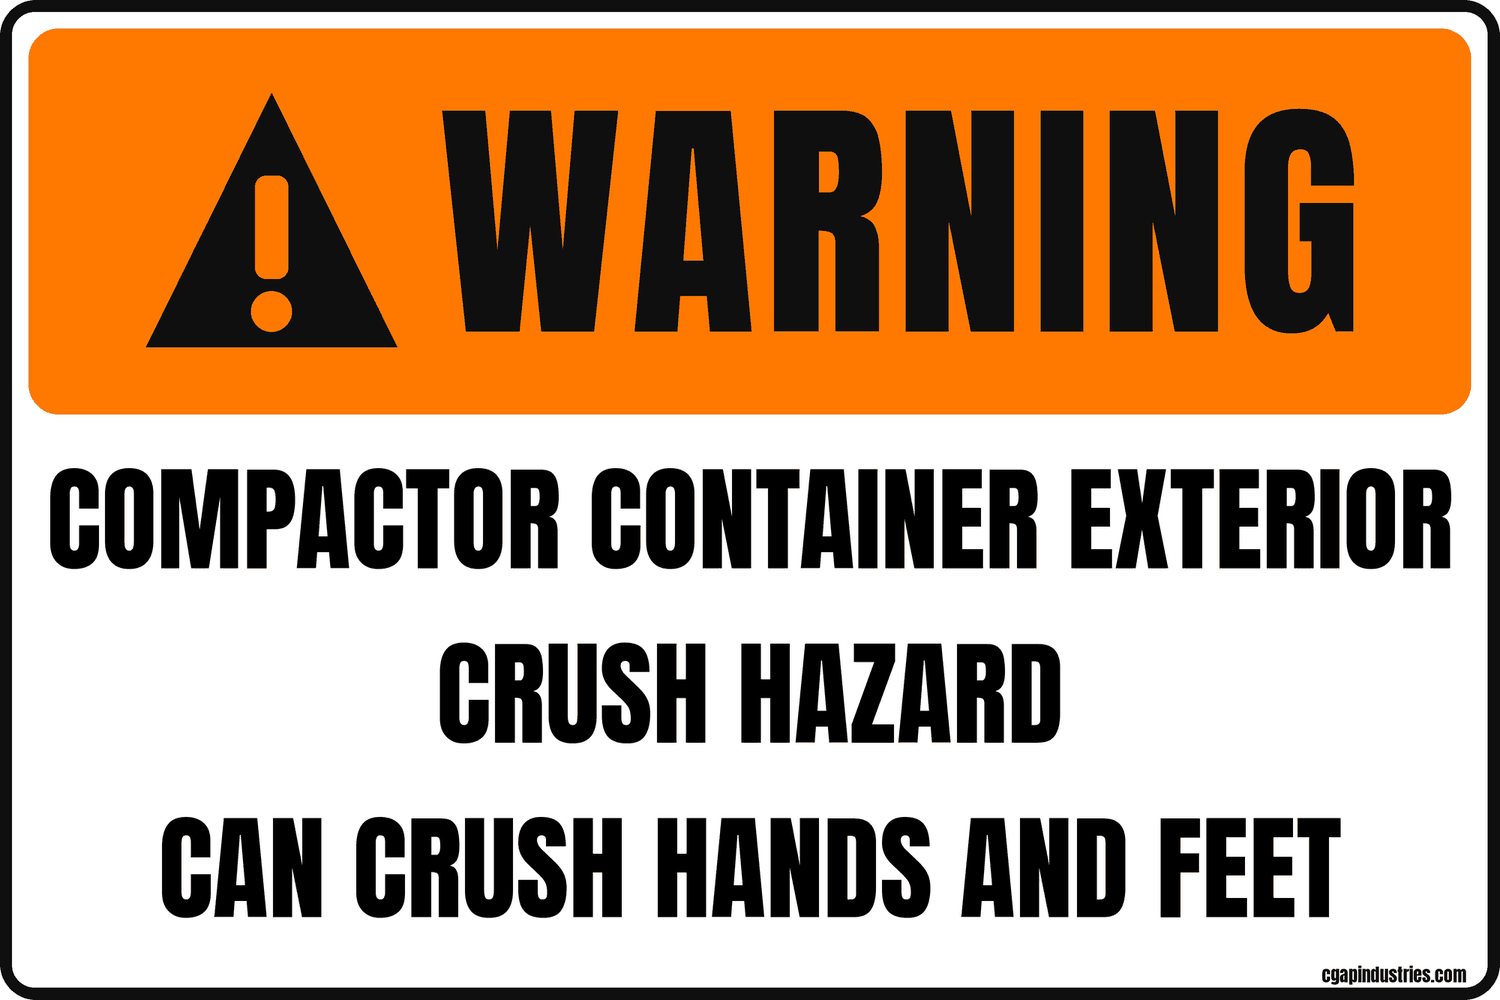 WARNING
COMPACTOR CONTAINER EXTERIOR
CRUSH HAZARD
CAN CRUSH HANDS AND FEET
cgapindustries.com